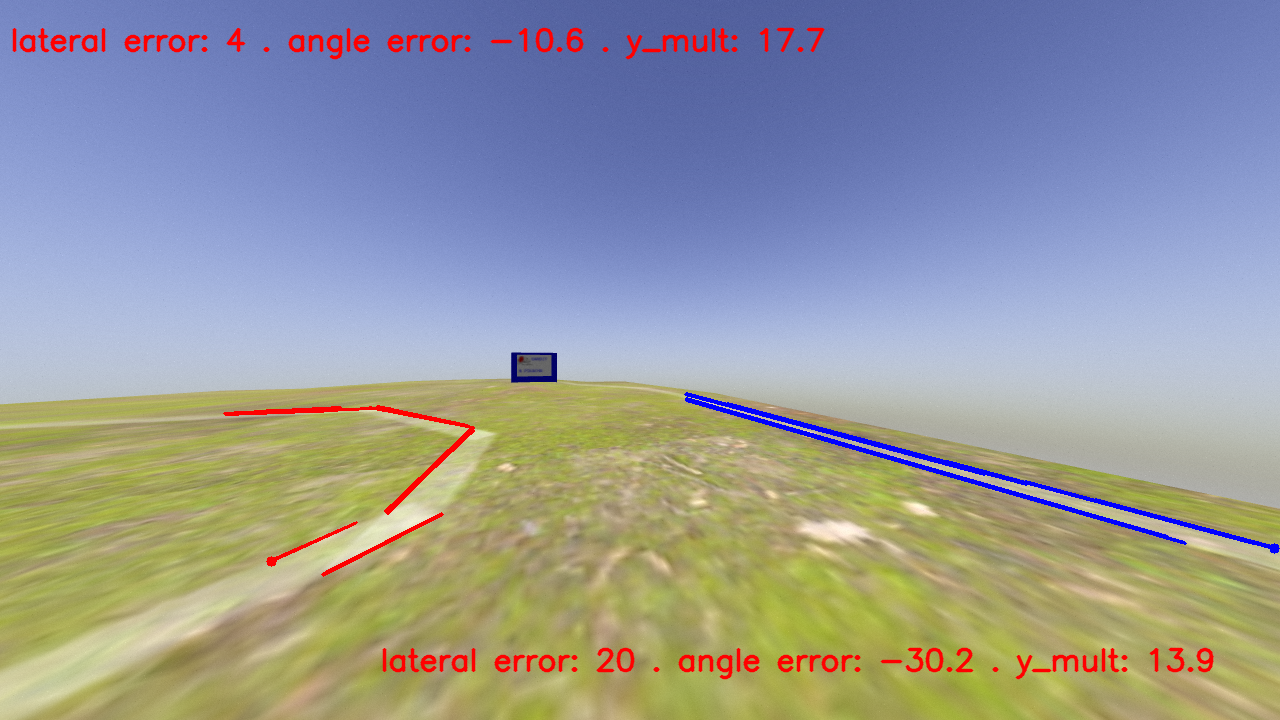 lateral error: 4 . angle error: −10.6 . y_mult: 17.7
lateral error: 20 . angle error: −30.2 . y_mult: 13.9